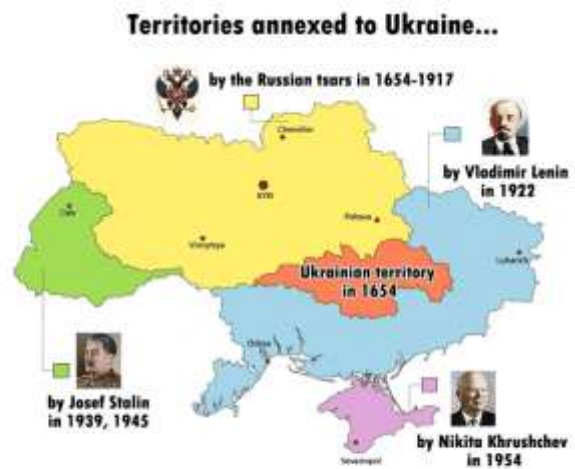 Territories annexed to Ukraine...
by the Russian tsars in 1654-1917
by Vladimir Lenin
in 1922
Chernihiv
Kyiv
Lviv
Poltava
Vinnytsya
Luhansk
Ukrainian territory
in 1654
Odesa
by Josef Stalin
in 1939, 1945
by Nikita Khrushchev
in 1954
Sevastopol